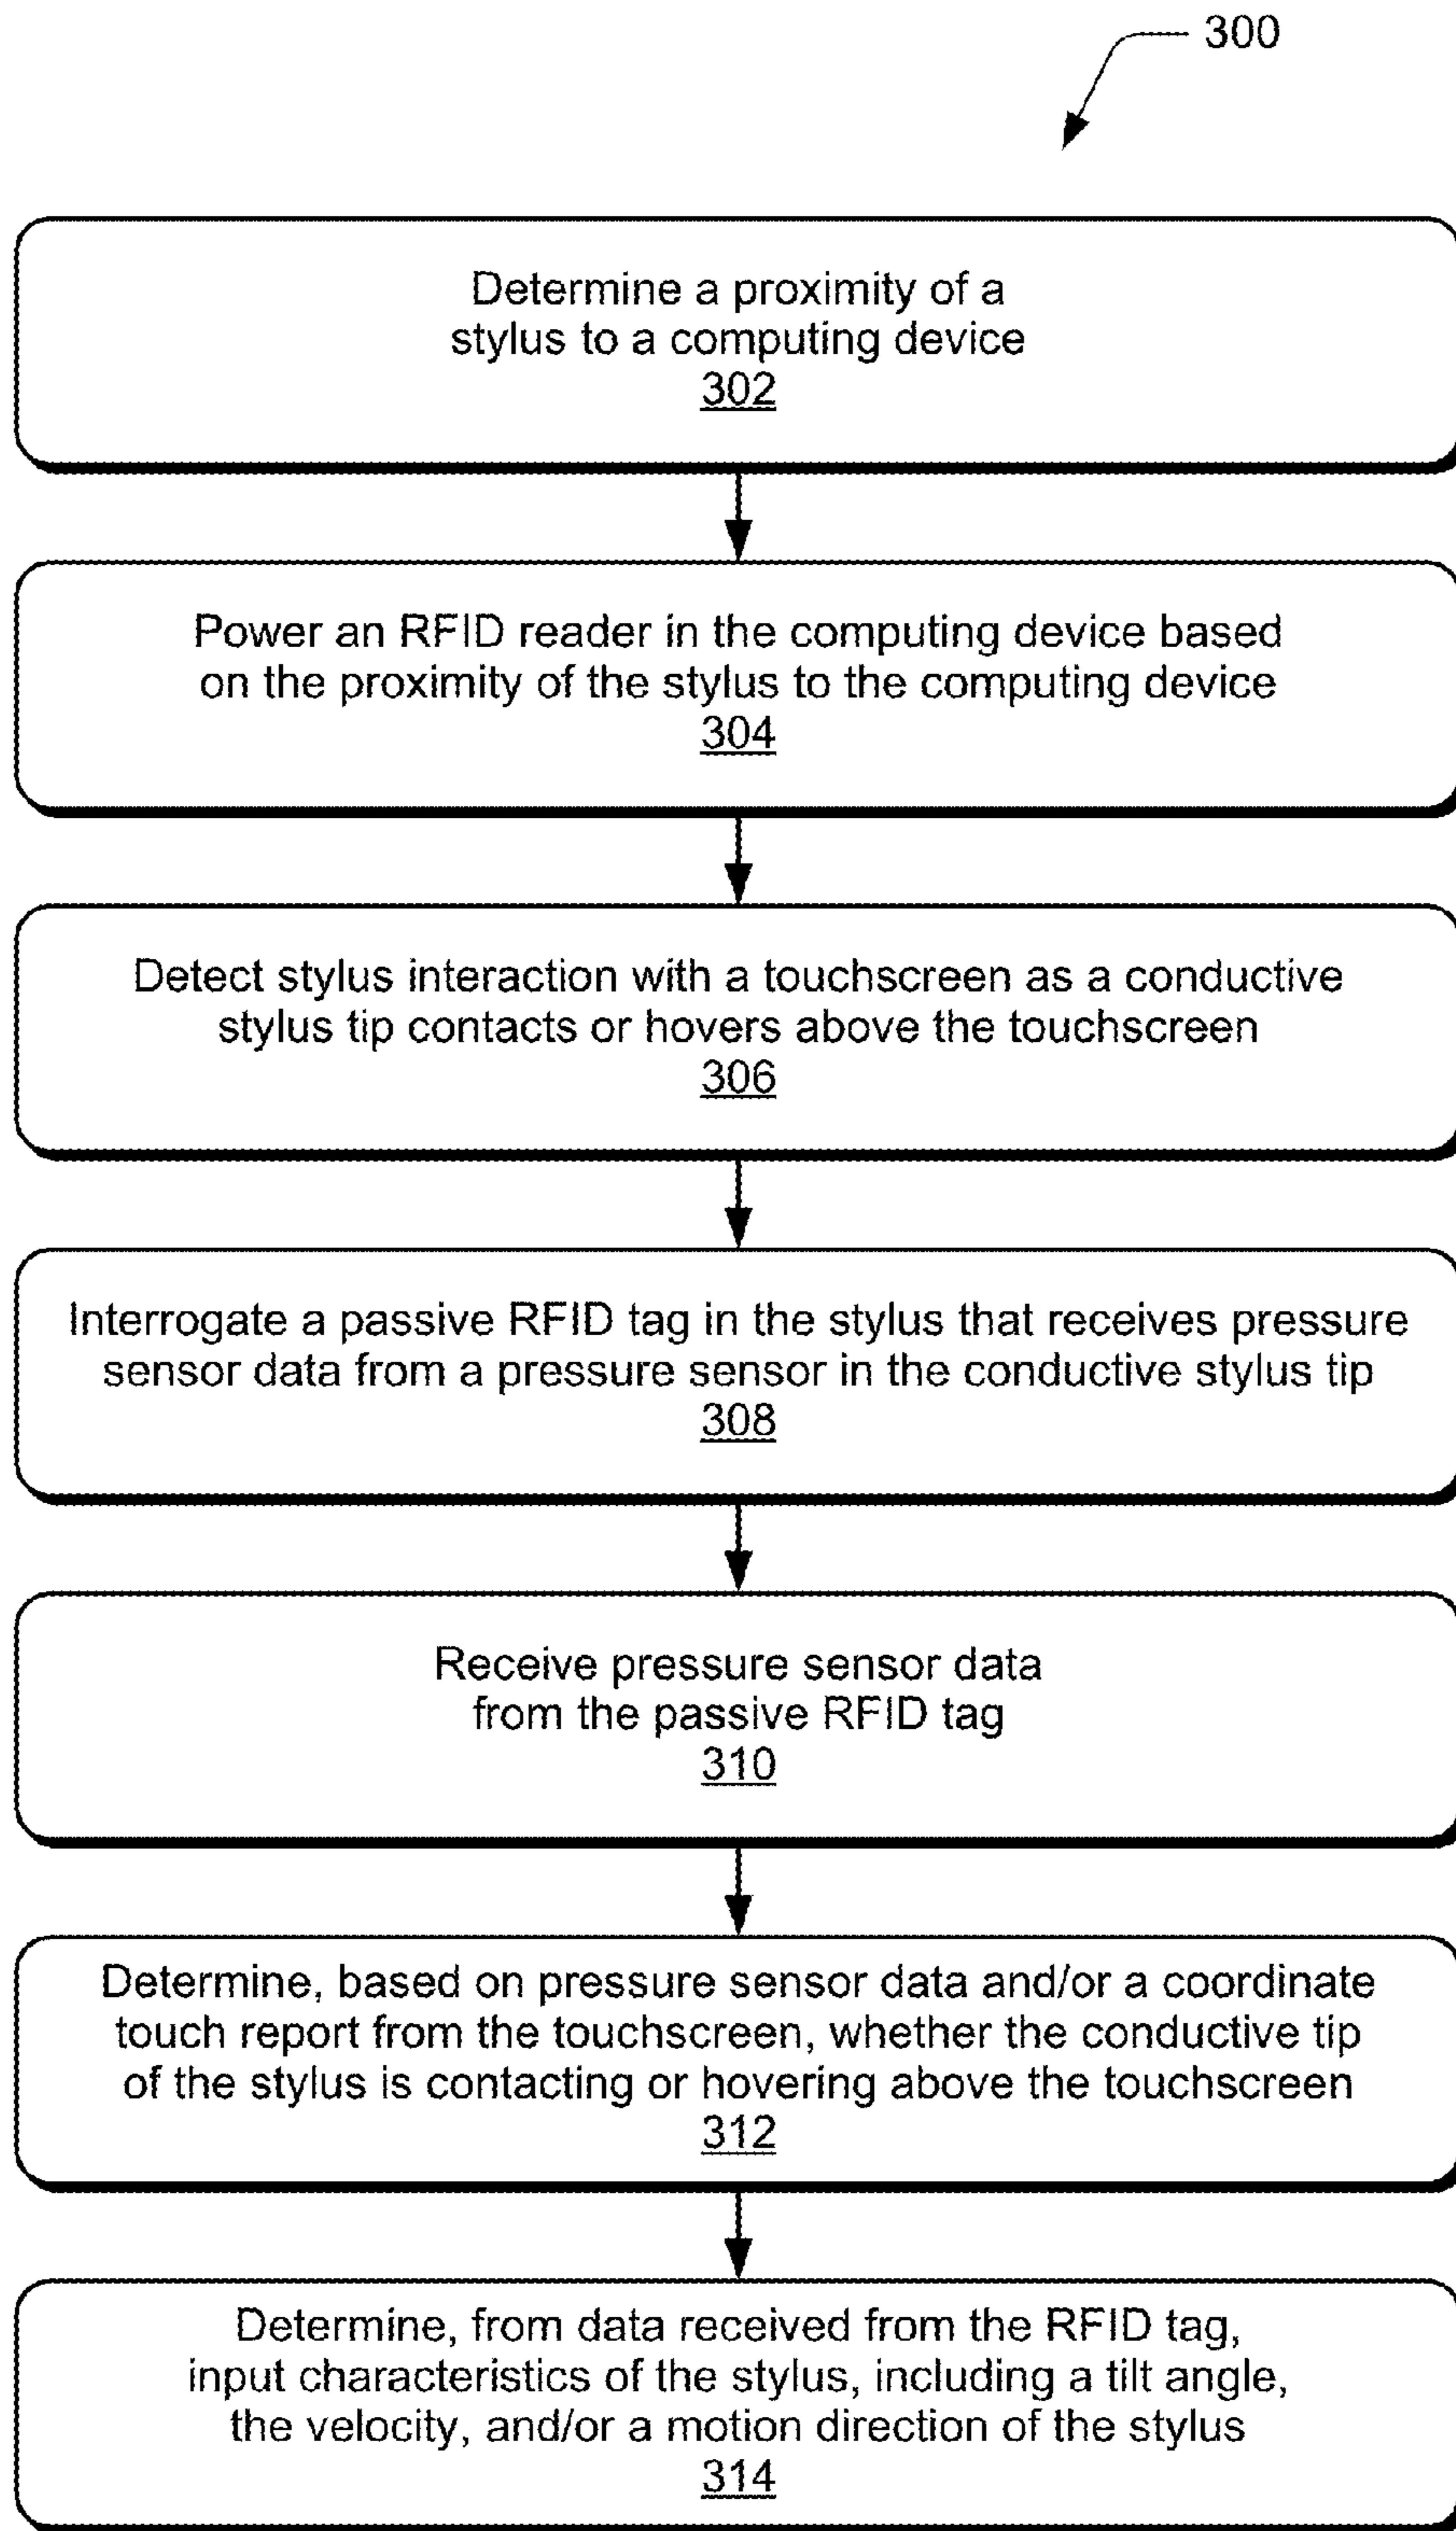 300
Determine a proximity of a
stylus to a computing device
302
Power an RFID reader in the computing device based
on the proximity of the stylus to the computing device
304
Detect stylus interaction with a touchscreen as a conductive
stylus tip contacts or hovers above the touchscreen
306
Interrogate a passive RFID tag in the stylus that receives pressure
sensor data from a pressure sensor in the conductive stylus tip
308
Receive pressure sensor data
from the passive RFID tag
310
Determine, based on pressure sensor data and/or a coordinate
touch report from the touchscreen, whether the conductive tip
of the stylus is contacting or hovering above the touchscreen
312
Determine, from data received from the RFID tag,
input characteristics of the stylus, including a tilt angle,
the velocity, and/or a motion direction of the stylus
314